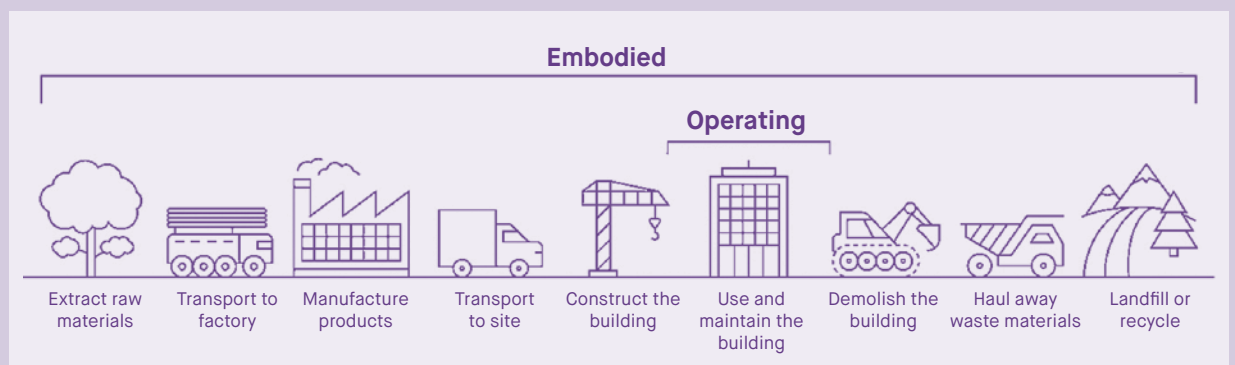 Embodied
Operating
Extract raw
materials
Transport to
factory
Manufacture
products
Transport
to site
Construct the
building
Use and
maintain the
building
Demolish the
building
Haul away
waste materials
Landfill or
recycle